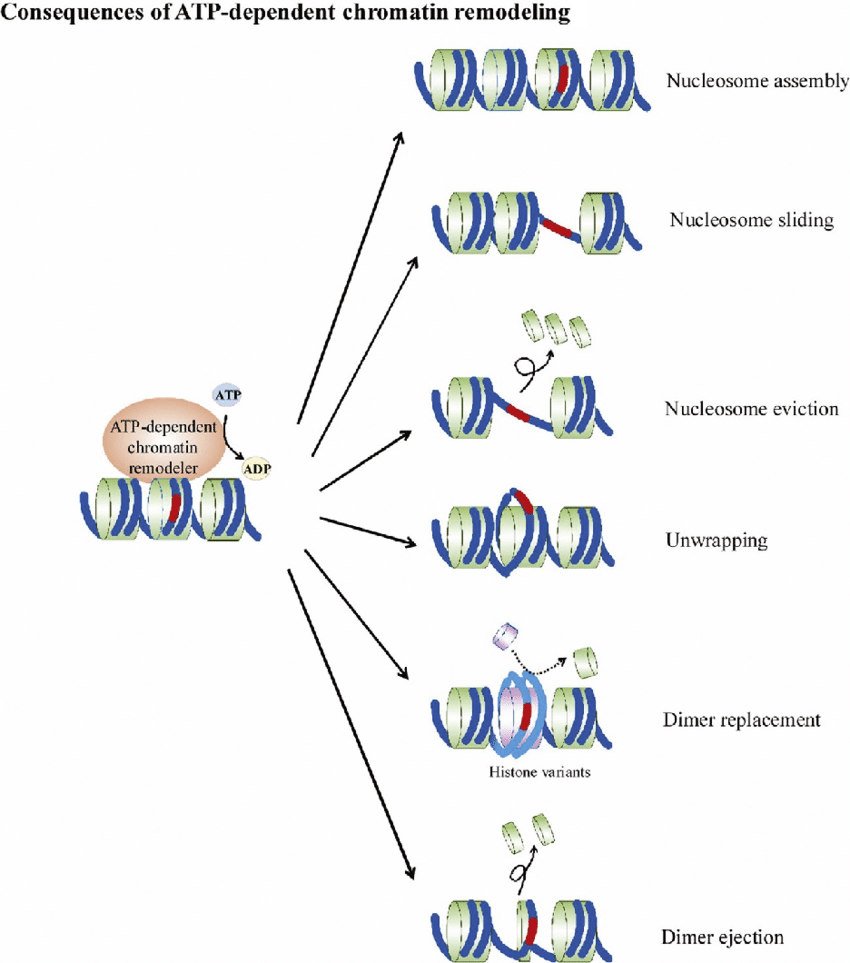 Consequences of ATP-dependent chromatin remodeling
Nucleosome assembly
Nucleosome sliding
Nucleosome eviction
ATP
ATP-dependent
chromatin
remodeler
ADP
Unwrapping
Dimer replacement
Histone variants
Dimer ejection